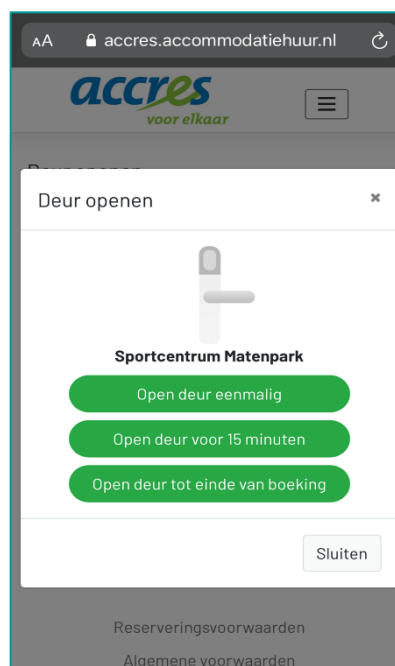 AA accres.accommodatiehuur.nl
accres
voor elkaar
Deur openen
×
Sportcentrum Matenpark
Open deur eenmalig
Open deur voor 15 minuten
Open deur tot einde van boeking
Sluiten
Reserveringsvoorwaarden
Algemene voorwaarden